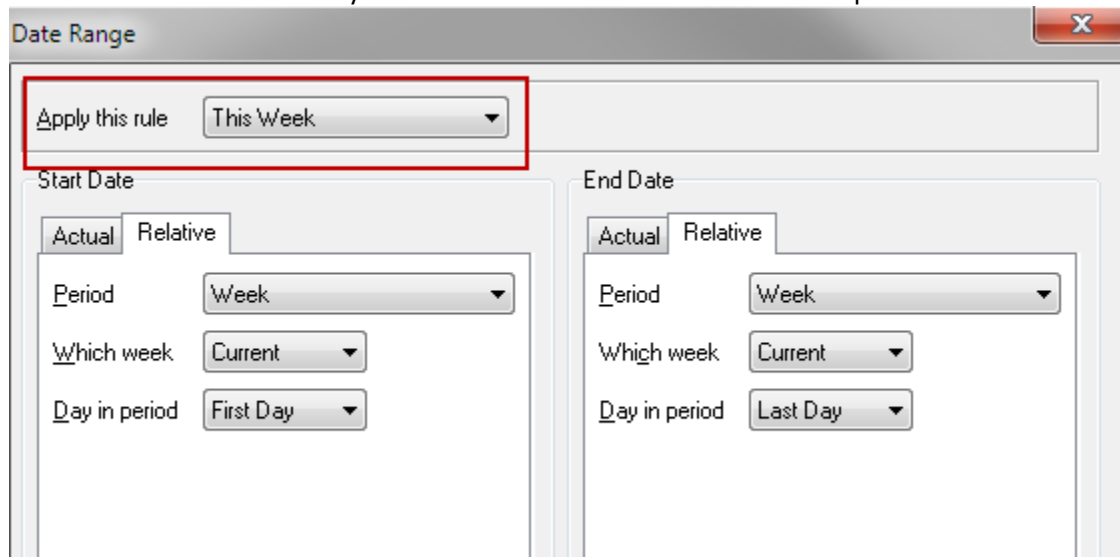 Date Range
Apply this rule This Week
Start Date
Actual Relative
Period Week
Which week Current
Day in period First Day
End Date
Actual Relative
Period Week
Which week Current
Day in period Last Day